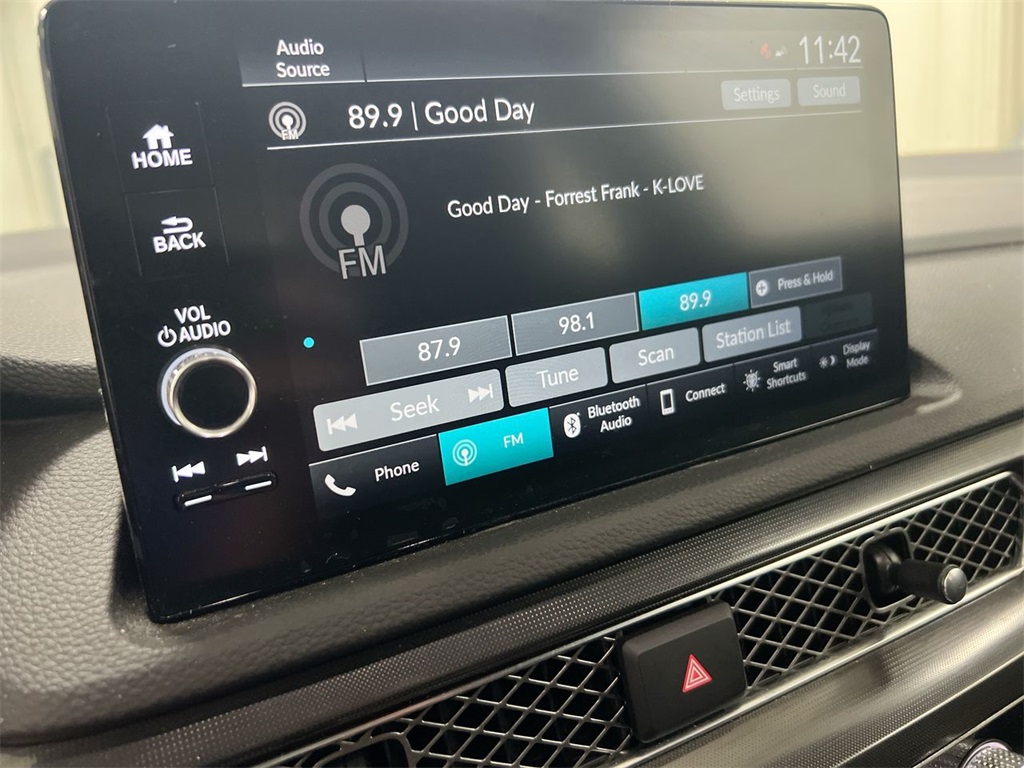 Audio
Source
11:42
FM
89.9 | Good Day
Settings
Sound
HOME
BACK
VOL
AUDIO
FM
Good Day - Forrest Frank - K-LOVE
87.9
98.1
89.9
Press & Hold
Seek
Tune
Scan
Station List
Phone
FM
Bluetooth
Audio
Connect
Smart
Shortcuts
Display
Mode